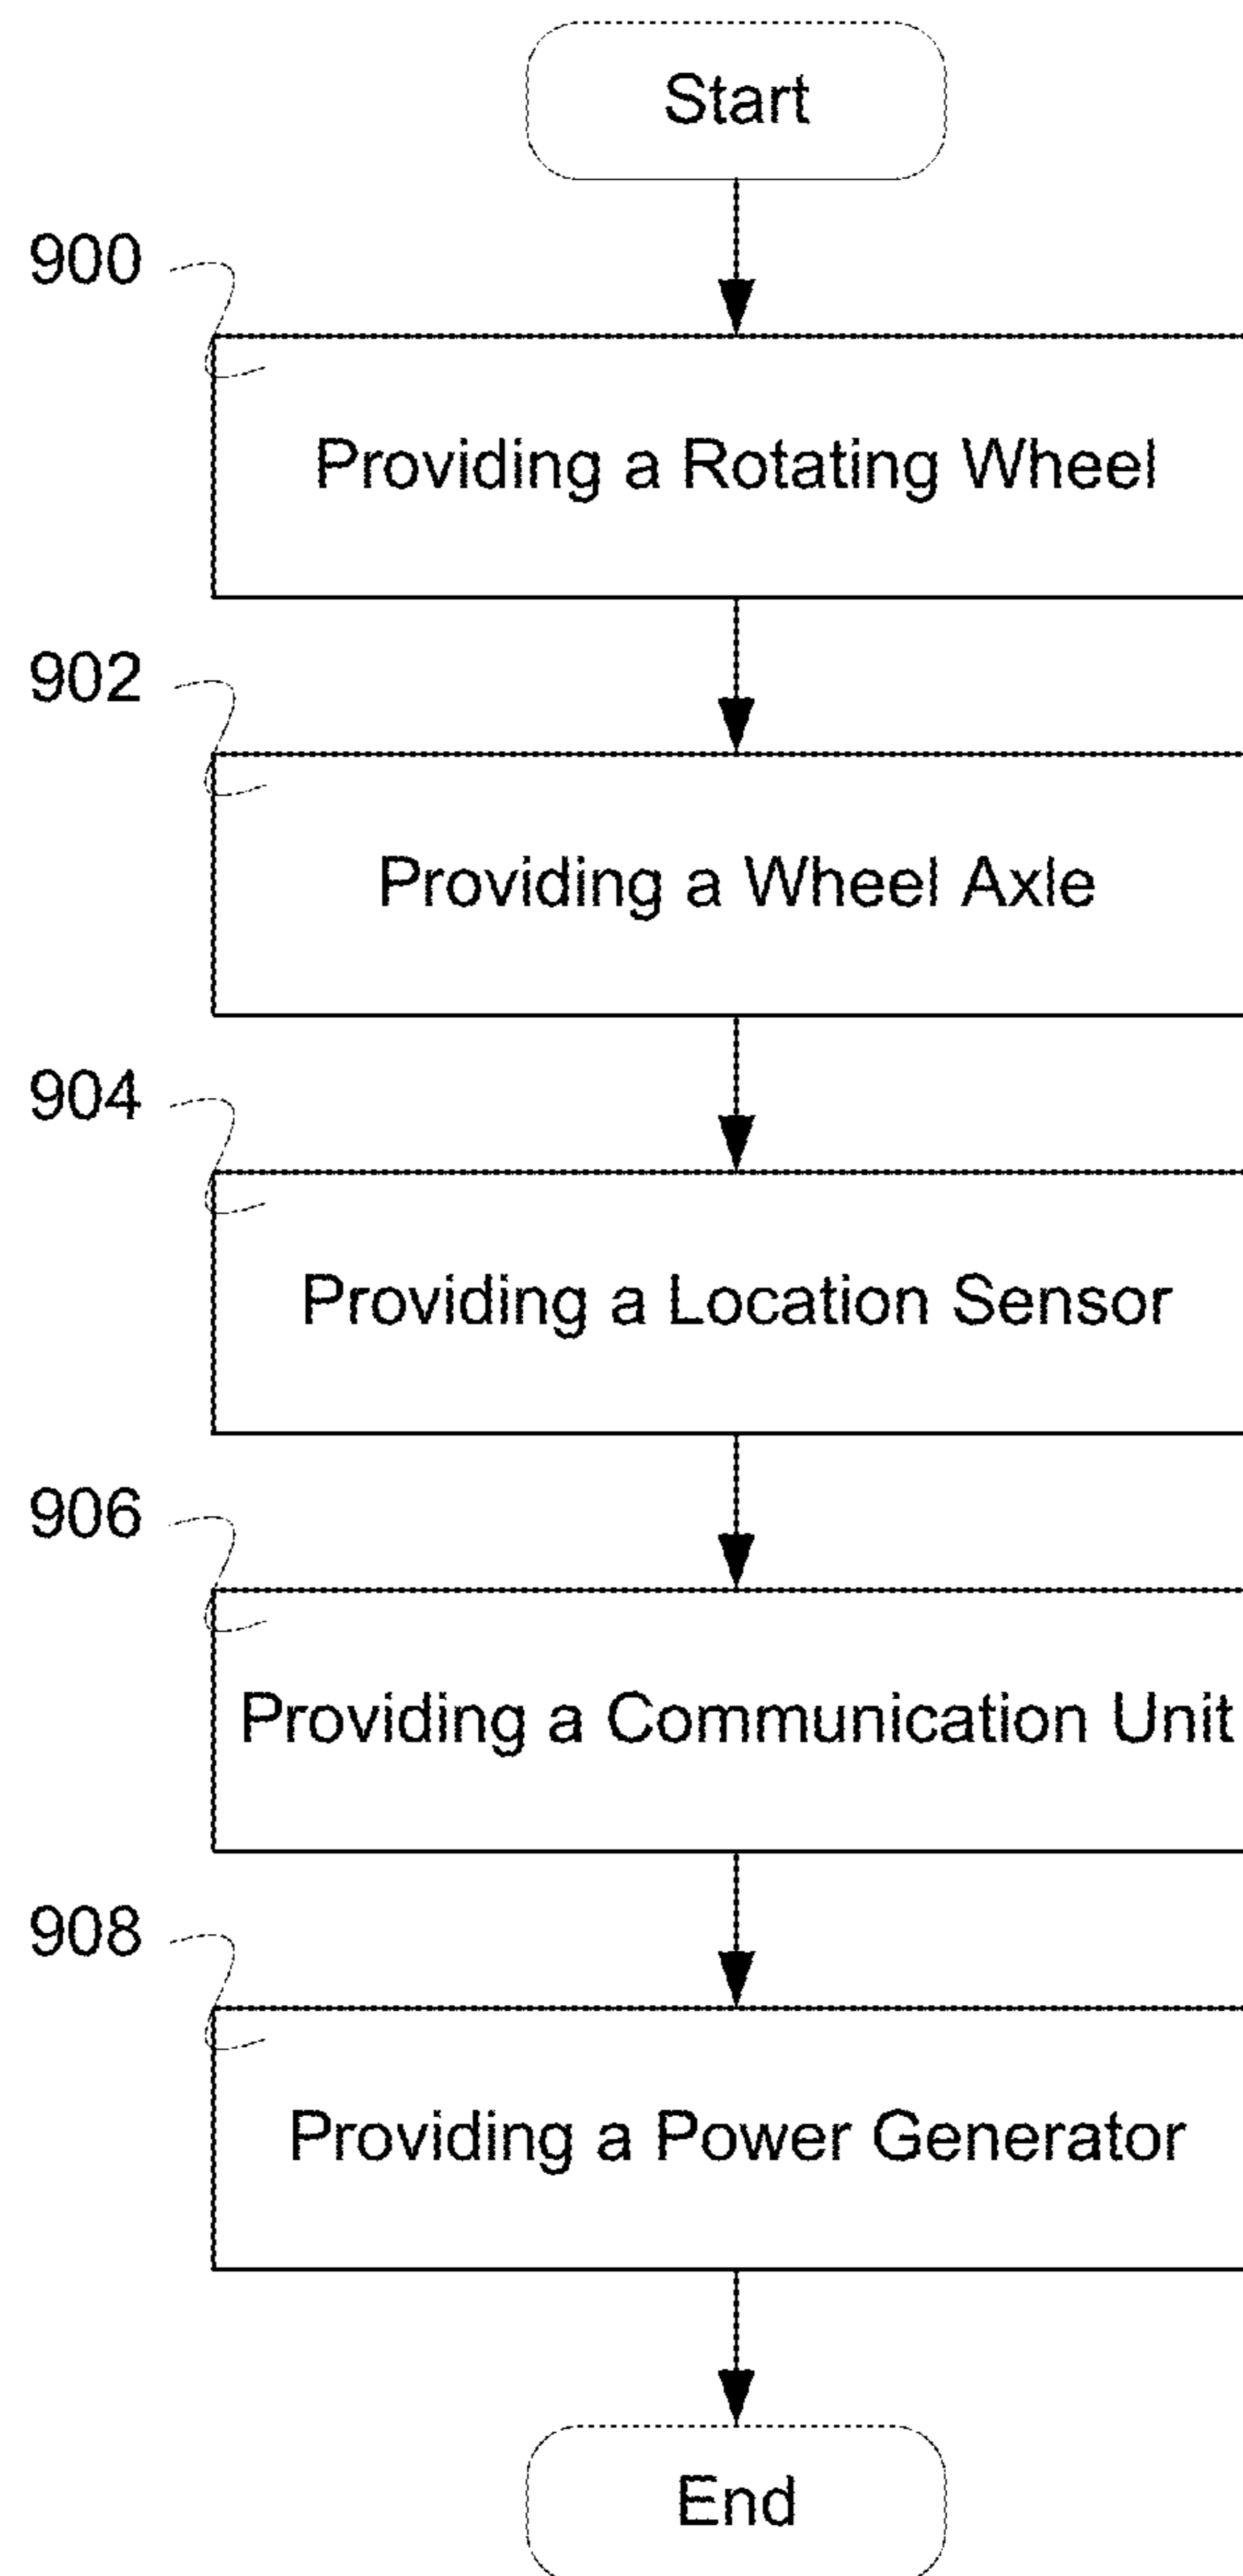 Start
900
Providing a Rotating Wheel
902
Providing a Wheel Axle
904
Providing a Location Sensor
906
Providing a Communication Unit
908
Providing a Power Generator
End